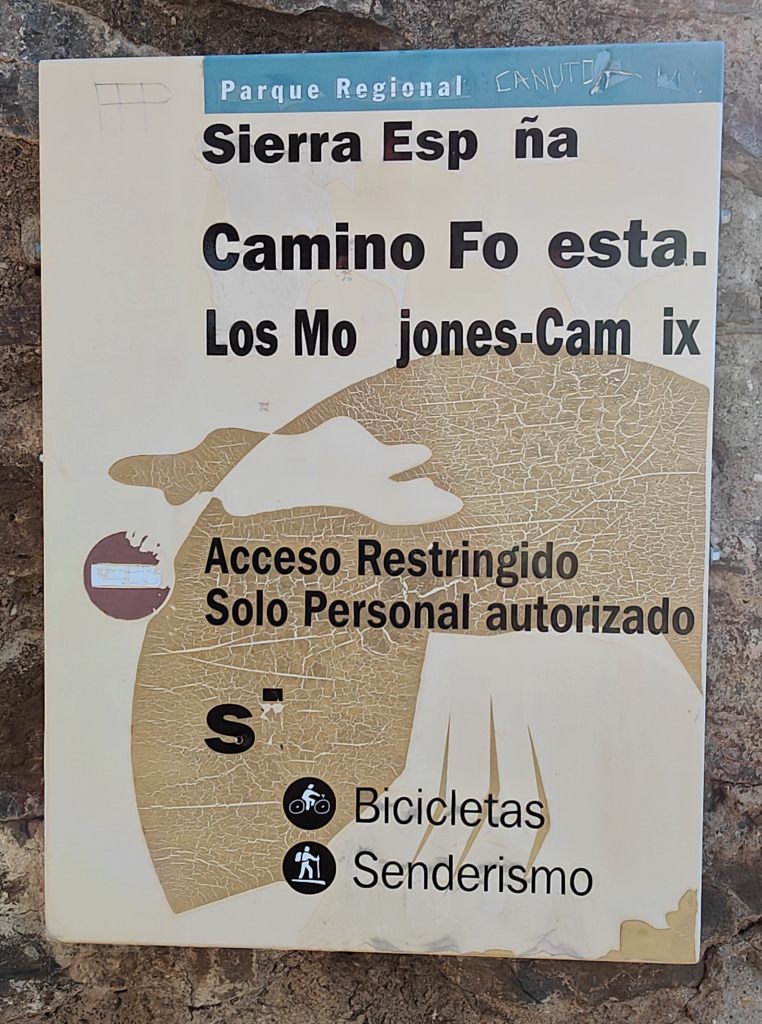 Parque Regional CANUTO
Sierra Esp ña
Camino Fo esta.
Los Mo jones-Cam ix
Acceso Restringido
Solo Personal autorizado
S
Bicicletas
Senderismo